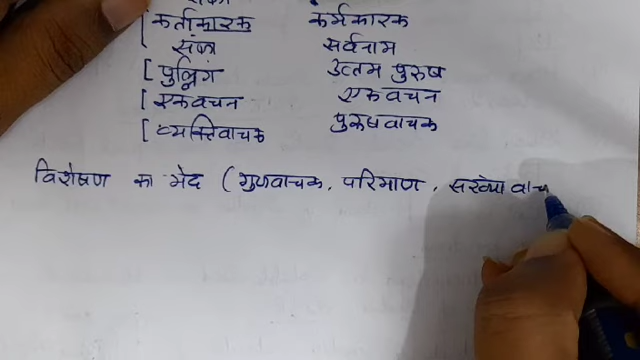 [कर्ताकारक कर्मकारक
संज्ञा सर्वनाम
[पुल्लिंग उत्तम पुरुष
[एकवचन एकवचन
[व्यक्तिवाचक पुरुषवाचक
विशेषण का भेद (गुणवाचक, परिमाण, संख्या वाच